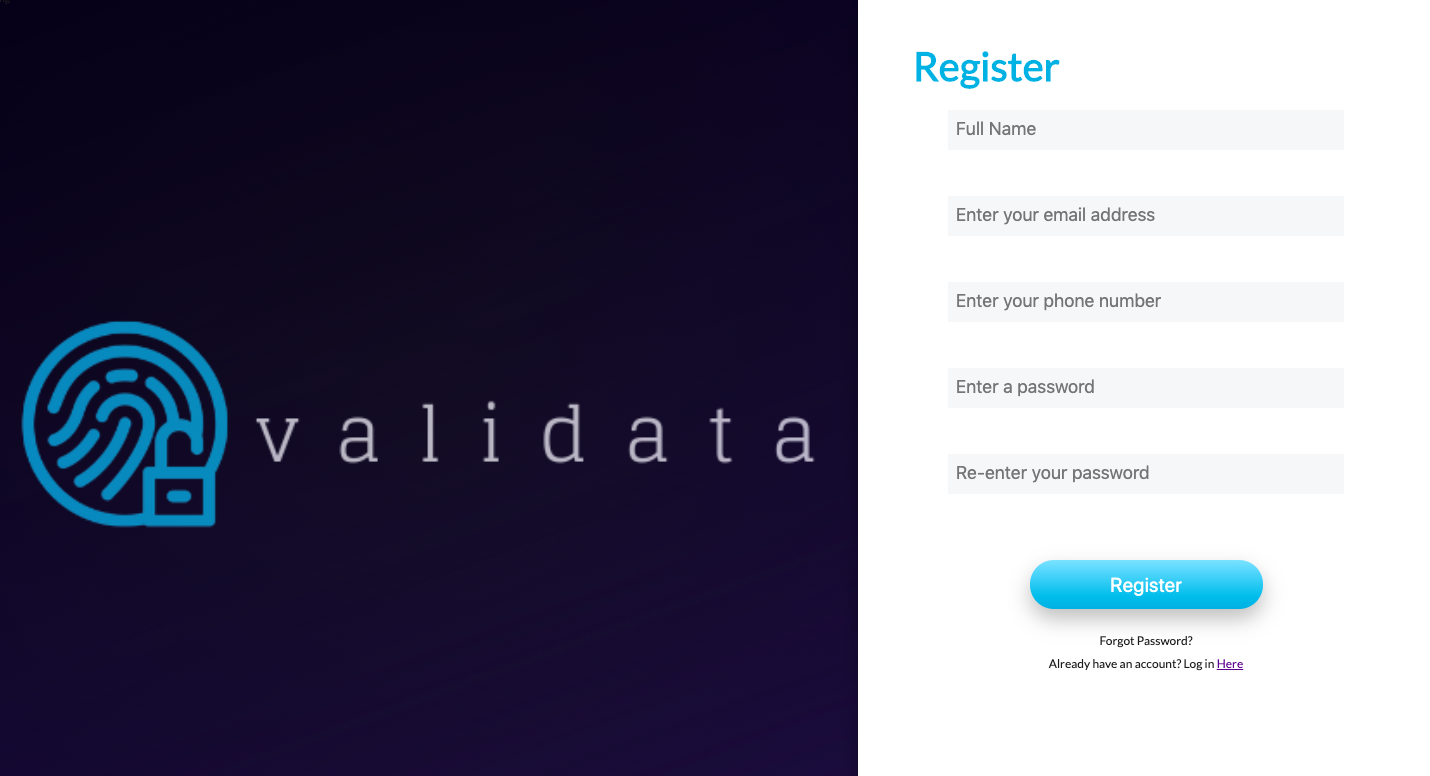 validata
Register
Full Name
Enter your email address
Enter your phone number
Enter a password
Re-enter your password
Register
Forgot Password?
Already have an account? Log in Here